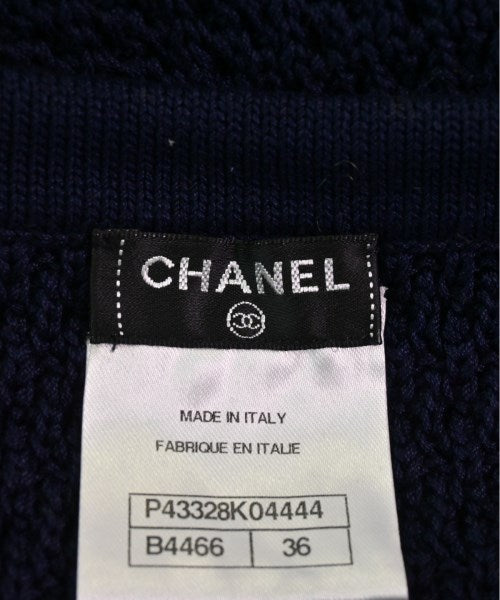 CHANEL
MADE IN ITALY
FABRIQUE EN ITALIE
P43328K04444
B4466 36